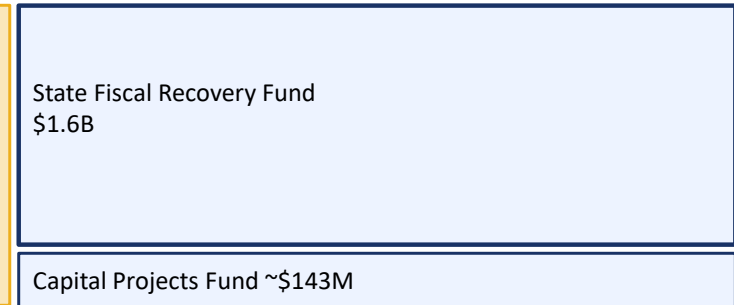 State Fiscal Recovery Fund
$1.6B
Capital Projects Fund ~$143M